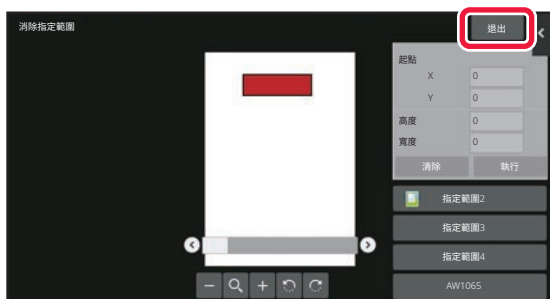 消除指定範圍
退出
起點
X 0
Y 0
高度 0
寬度 0
清除 執行
指定範圍2
指定範圍3
指定範圍4
AW1065